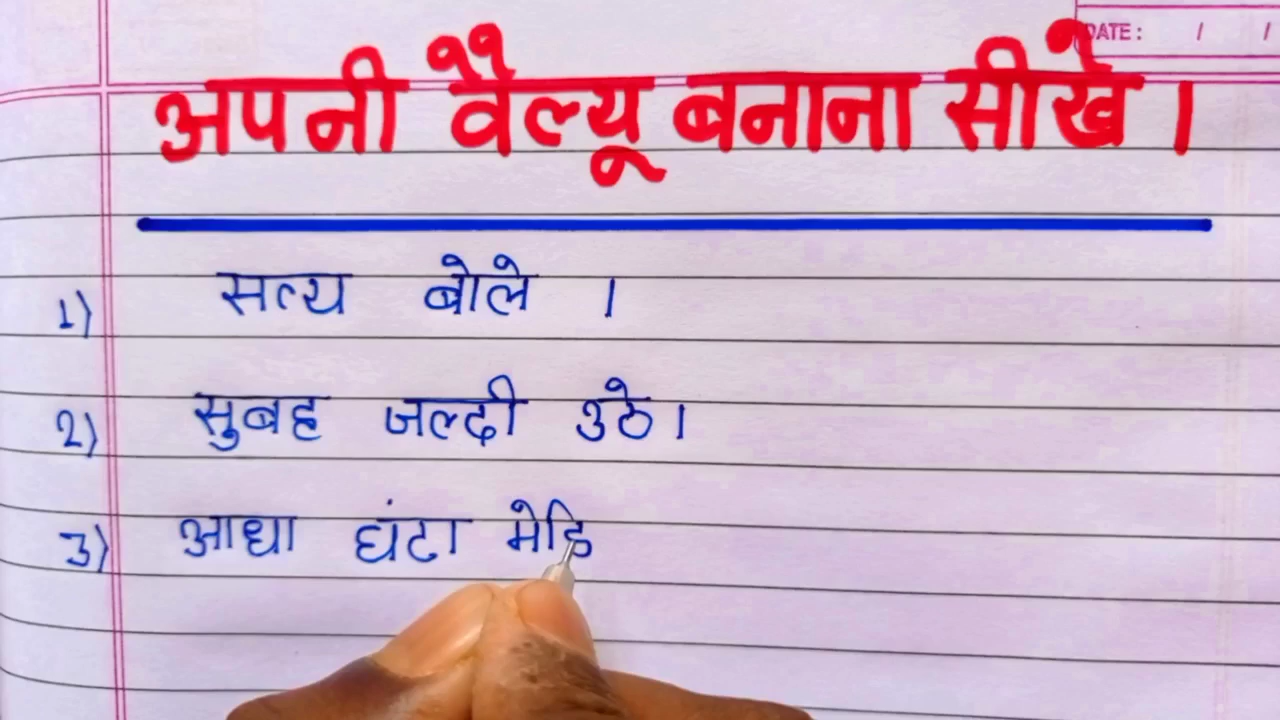 DATE: / /
अपनी वैल्यू बनाना सीखे ।
1) सत्य बोले ।
2) सुबह जल्दी उठे।
3) आधा घंटा मेडि